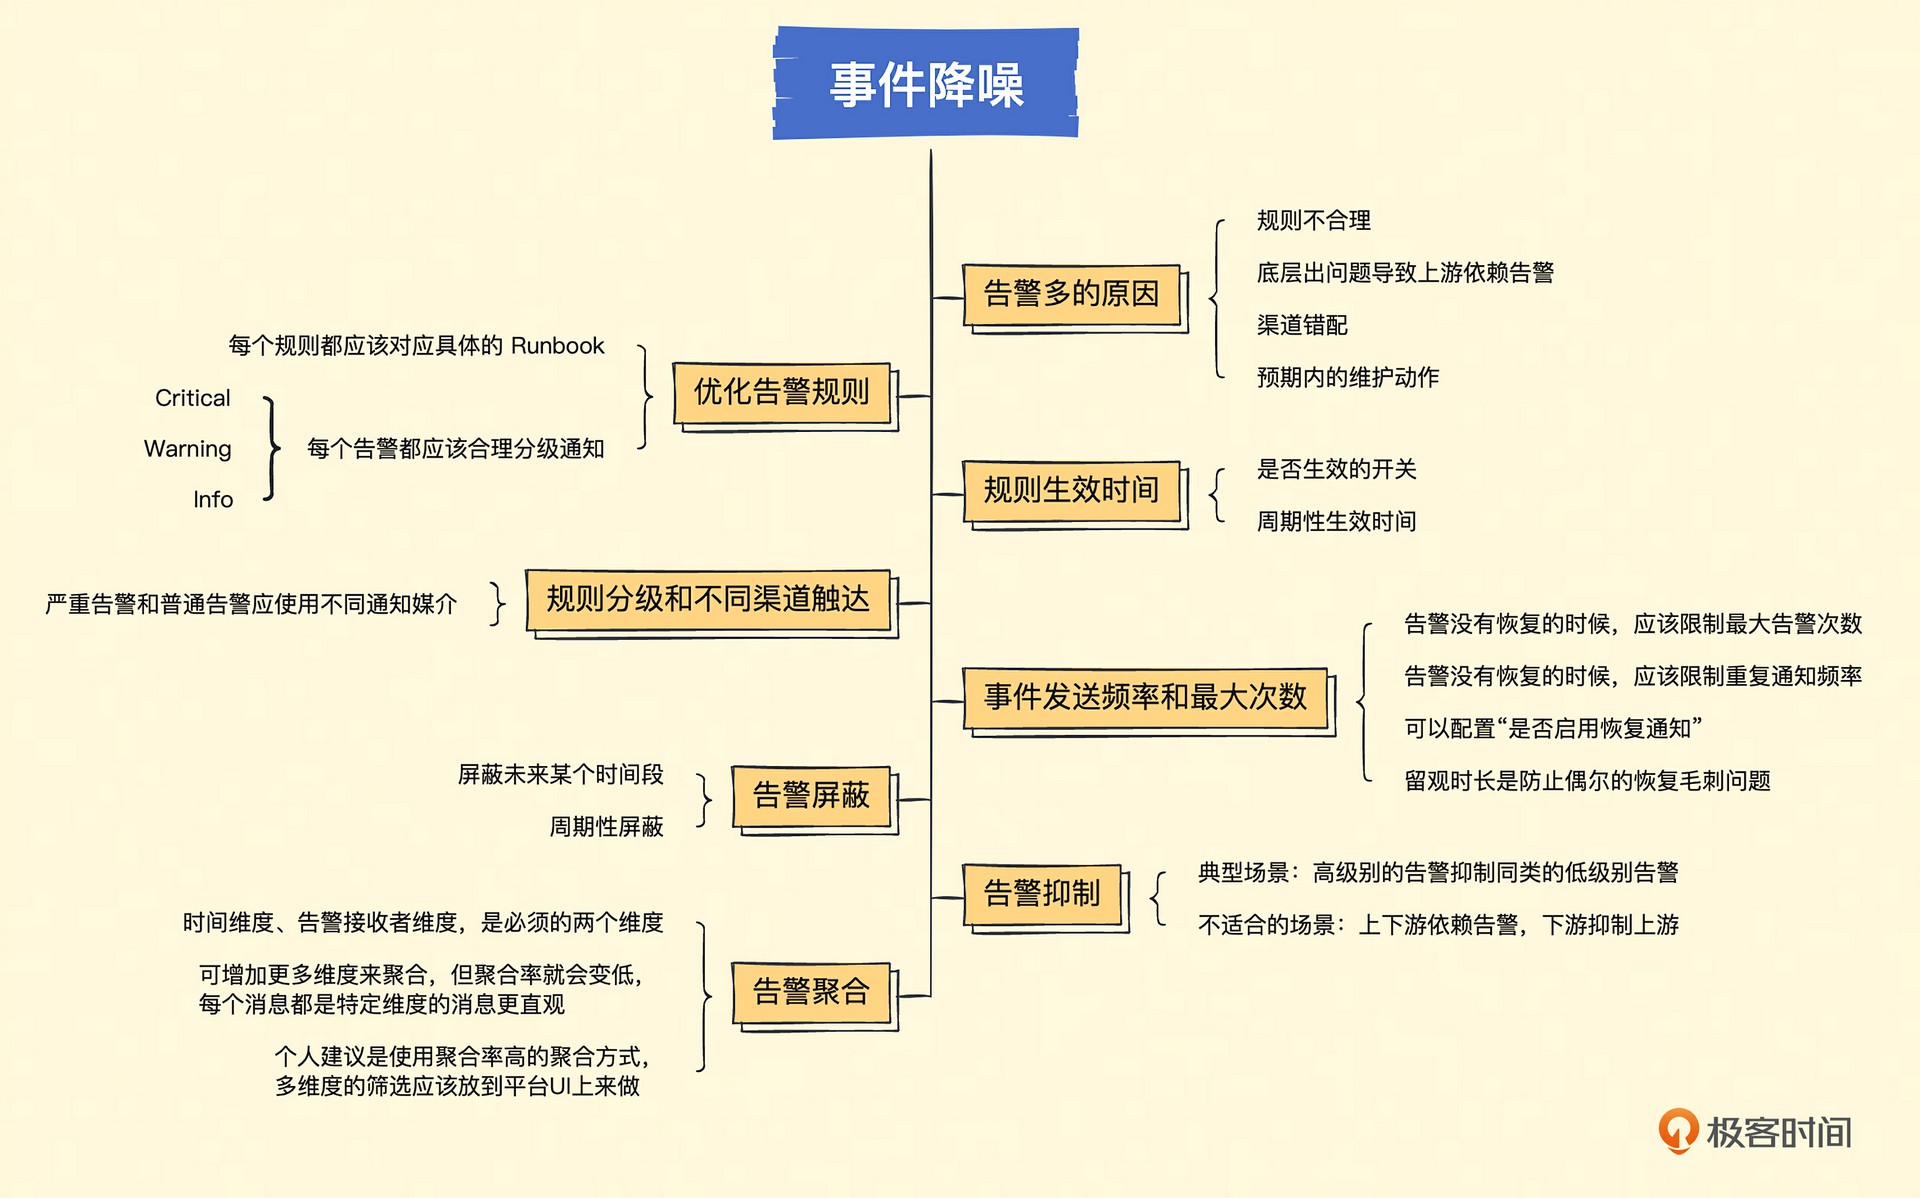 事件降噪
告警多的原因
规则不合理
底层出问题导致上游依赖告警
渠道错配
预期内的维护动作
优化告警规则
每个规则都应该对应具体的 Runbook
每个告警都应该合理分级通知
Critical
Warning
Info
规则生效时间
是否生效的开关
周期性生效时间
规则分级和不同渠道触达
严重告警和普通告警应使用不同通知媒介
事件发送频率和最大次数
告警没有恢复的时候，应该限制最大告警次数
告警没有恢复的时候，应该限制重复通知频率
可以配置“是否启用恢复通知”
留观时长是防止偶尔的恢复毛刺问题
告警屏蔽
屏蔽未来某个时间段
周期性屏蔽
告警抑制
典型场景：高级别的告警抑制同类的低级别告警
不适合的场景：上下游依赖告警，下游抑制上游
告警聚合
时间维度、告警接收者维度，是必须的两个维度
可增加更多维度来聚合，但聚合率就会变低，
每个消息都是特定维度的消息更直观
个人建议是使用聚合率高的聚合方式，
多维度的筛选应该放到平台UI上来做
极客时间